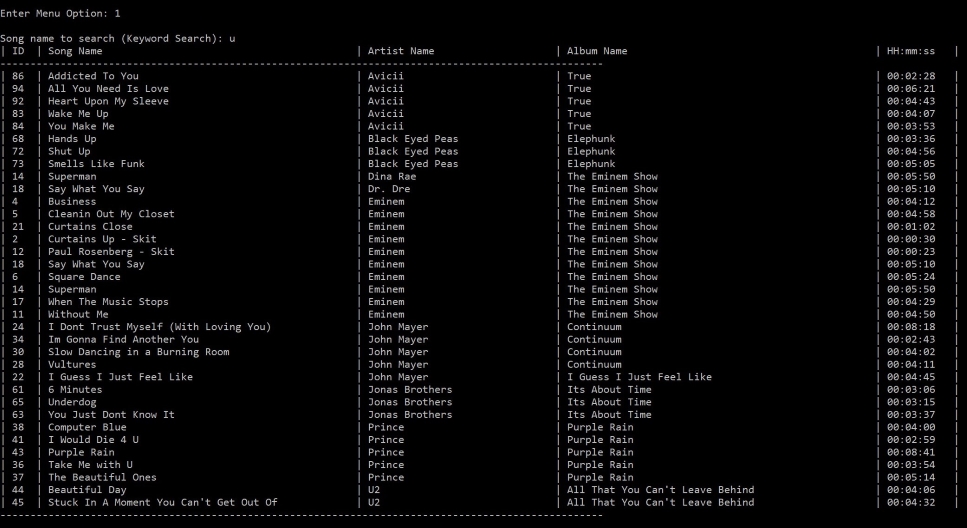 Enter Menu Option: 1
Song name to search (Keyword Search): u
| ID | Song Name | Artist Name | Album Name | HH:mm:ss |
----------------------------------------------------------------------------------------------------
| 86 | Addicted To You | Avicii | True | 00:02:28 |
| 94 | All You Need Is Love | Avicii | True | 00:06:21 |
| 92 | Heart Upon My Sleeve | Avicii | True | 00:04:43 |
| 83 | Wake Me Up | Avicii | True | 00:04:07 |
| 84 | You Make Me | Avicii | True | 00:03:53 |
| 68 | Hands Up | Black Eyed Peas | Elephunk | 00:03:36 |
| 72 | Shut Up | Black Eyed Peas | Elephunk | 00:04:56 |
| 73 | Smells Like Funk | Black Eyed Peas | Elephunk | 00:05:05 |
| 14 | Superman | Dina Rae | The Eminem Show | 00:05:50 |
| 18 | Say What You Say | Dr. Dre | The Eminem Show | 00:05:10 |
| 4 | Business | Eminem | The Eminem Show | 00:04:12 |
| 5 | Cleanin Out My Closet | Eminem | The Eminem Show | 00:04:58 |
| 21 | Curtains Close | Eminem | The Eminem Show | 00:01:02 |
| 2 | Curtains Up - Skit | Eminem | The Eminem Show | 00:00:30 |
| 12 | Paul Rosenberg - Skit | Eminem | The Eminem Show | 00:00:23 |
| 18 | Say What You Say | Eminem | The Eminem Show | 00:05:10 |
| 6 | Square Dance | Eminem | The Eminem Show | 00:05:24 |
| 14 | Superman | Eminem | The Eminem Show | 00:05:50 |
| 17 | When The Music Stops | Eminem | The Eminem Show | 00:04:29 |
| 11 | Without Me | Eminem | The Eminem Show | 00:04:50 |
| 24 | I Dont Trust Myself (With Loving You) | John Mayer | Continuum | 00:08:18 |
| 34 | Im Gonna Find Another You | John Mayer | Continuum | 00:02:43 |
| 30 | Slow Dancing in a Burning Room | John Mayer | Continuum | 00:04:02 |
| 28 | Vultures | John Mayer | Continuum | 00:04:11 |
| 22 | I Guess I Just Feel Like | John Mayer | I Guess I Just Feel Like | 00:04:45 |
| 61 | 6 Minutes | Jonas Brothers | Its About Time | 00:03:06 |
| 65 | Underdog | Jonas Brothers | Its About Time | 00:03:15 |
| 63 | You Just Dont Know It | Jonas Brothers | Its About Time | 00:03:37 |
| 38 | Computer Blue | Prince | Purple Rain | 00:04:00 |
| 41 | I Would Die 4 U | Prince | Purple Rain | 00:02:59 |
| 43 | Purple Rain | Prince | Purple Rain | 00:08:41 |
| 36 | Take Me with U | Prince | Purple Rain | 00:03:54 |
| 37 | The Beautiful Ones | Prince | Purple Rain | 00:05:14 |
| 44 | Beautiful Day | U2 | All That You Can't Leave Behind | 00:04:06 |
| 45 | Stuck In A Moment You Can't Get Out Of | U2 | All That You Can't Leave Behind | 00:04:32 |
----------------------------------------------------------------------------------------------------